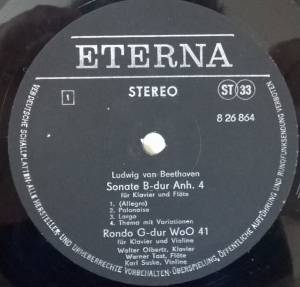 ETERNA
1
STEREO
ST 33
8 26 864
Ludwig van Beethoven
Sonate B-dur Anh. 4
für Klavier und Flöte
1. (Allegro)
2. Polonaise
3. Largo
4. Thema mit Variationen
Rondo G-dur WoO 41
für Klavier und Violine
Walter Olbertz, Klavier
Werner Tast, Flöte
Karl Suske, Violine
VEB DEUTSCHE SCHALLPLATTEN · ALLE HERSTELLER- UND URHEBERRECHTE VORBEHALTEN · ÜBERSPIELUNG, ÖFFENTLICHE AUFFÜHRUNG UND RUNDFUNKSENDUNG VERBOTEN